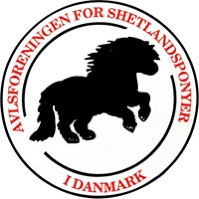 AVLSFORENINGEN FOR SHETLANDSPONYER
I DANMARK